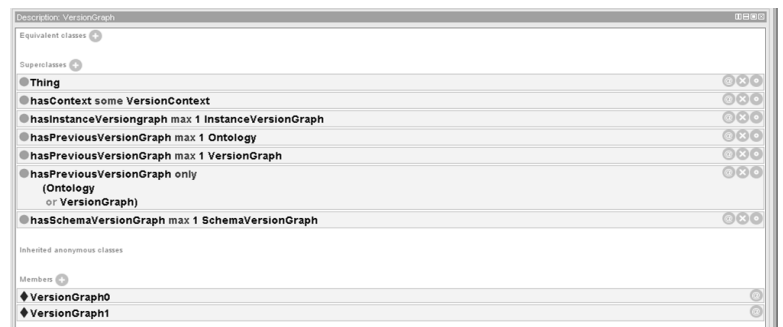 Description: VersionGraph
Equivalent classes
Superclasses
Thing
hasContext some VersionContext
hasInstanceVersiongraph max 1 InstanceVersionGraph
hasPreviousVersionGraph max 1 Ontology
hasPreviousVersionGraph max 1 VersionGraph
hasPreviousVersionGraph only
(Ontology
or VersionGraph)
hasSchemaVersionGraph max 1 SchemaVersionGraph
Inherited anonymous classes
Members
VersionGraph0
VersionGraph1